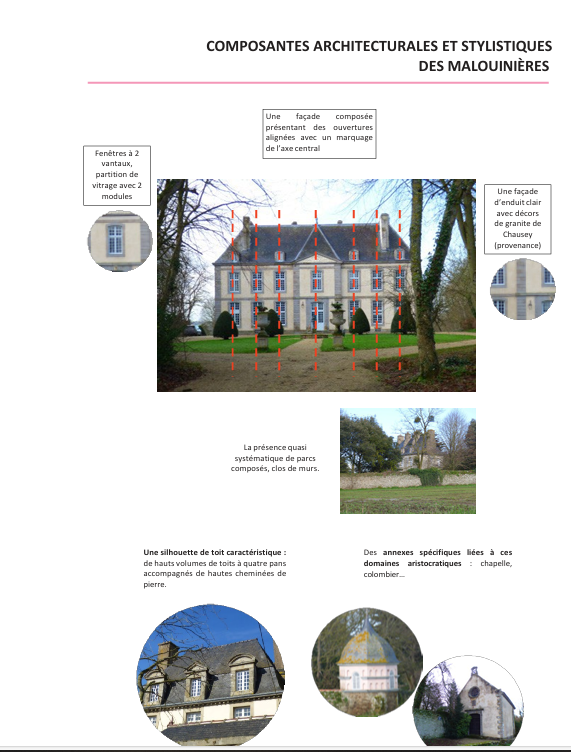 COMPOSANTES ARCHITECTURALES ET STYLISTIQUES
DES MALOUINIÈRES
Une façade composée
présentant des ouvertures
alignées avec un marquage
de l'axe central
Fenêtres à 2
vantaux,
partition de
vitrage avec 2
modules
Une façade
d'enduit clair
avec décors
de granite de
Chausey
(provenance)
La présence quasi
systématique de parcs
composés, clos de murs.
Une silhouette de toit caractéristique :
de hauts volumes de toits à quatre pans
accompagnés de hautes cheminées de
pierre.
Des annexes spécifiques liées à ces
domaines aristocratiques : chapelle,
colombier…